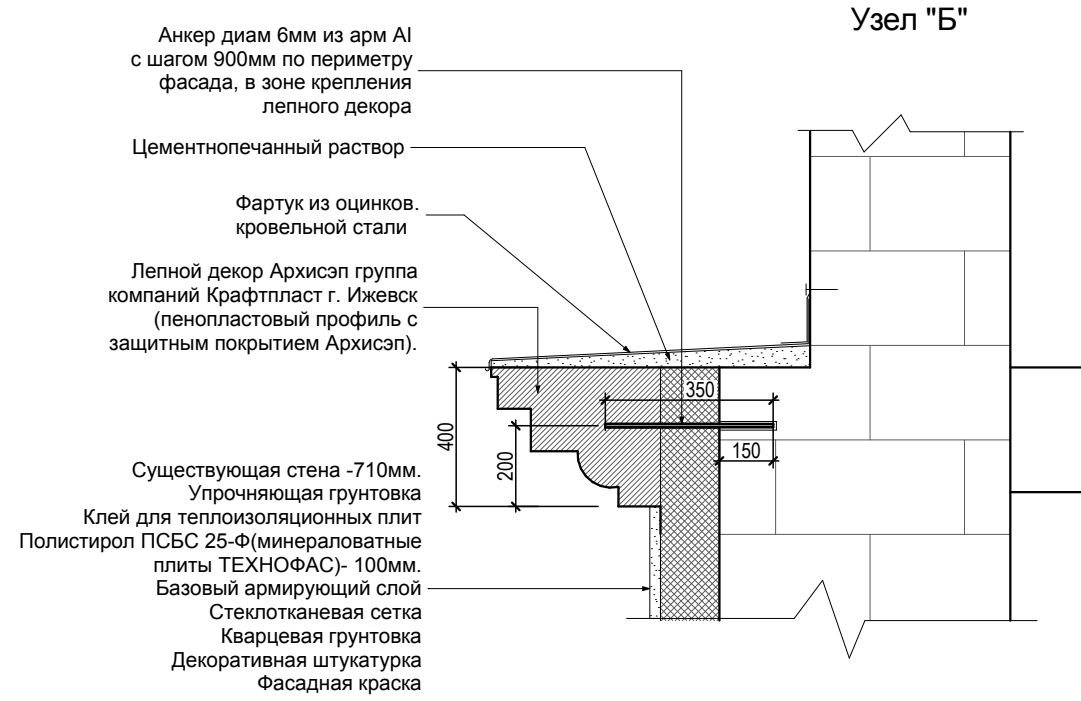 Узел "Б"
Анкер диам 6мм из арм АI
с шагом 900мм по периметру
фасада, в зоне крепления
лепного декора
Цементнопечанный раствор
Фартук из оцинков.
кровельной стали
Лепной декор Архисэп группа
компаний Крафтпласт г. Ижевск
(пенопластовый профиль с
защитным покрытием Архисэп).
350
400
200
150
Существующая стена -710мм.
Упрочняющая грунтовка
Клей для теплоизоляционных плит
Полистирол ПСБС 25-Ф(минераловатные
плиты ТЕХНОФАС)- 100мм.
Базовый армирующий слой
Стеклотканевая сетка
Кварцевая грунтовка
Декоративная штукатурка
Фасадная краска